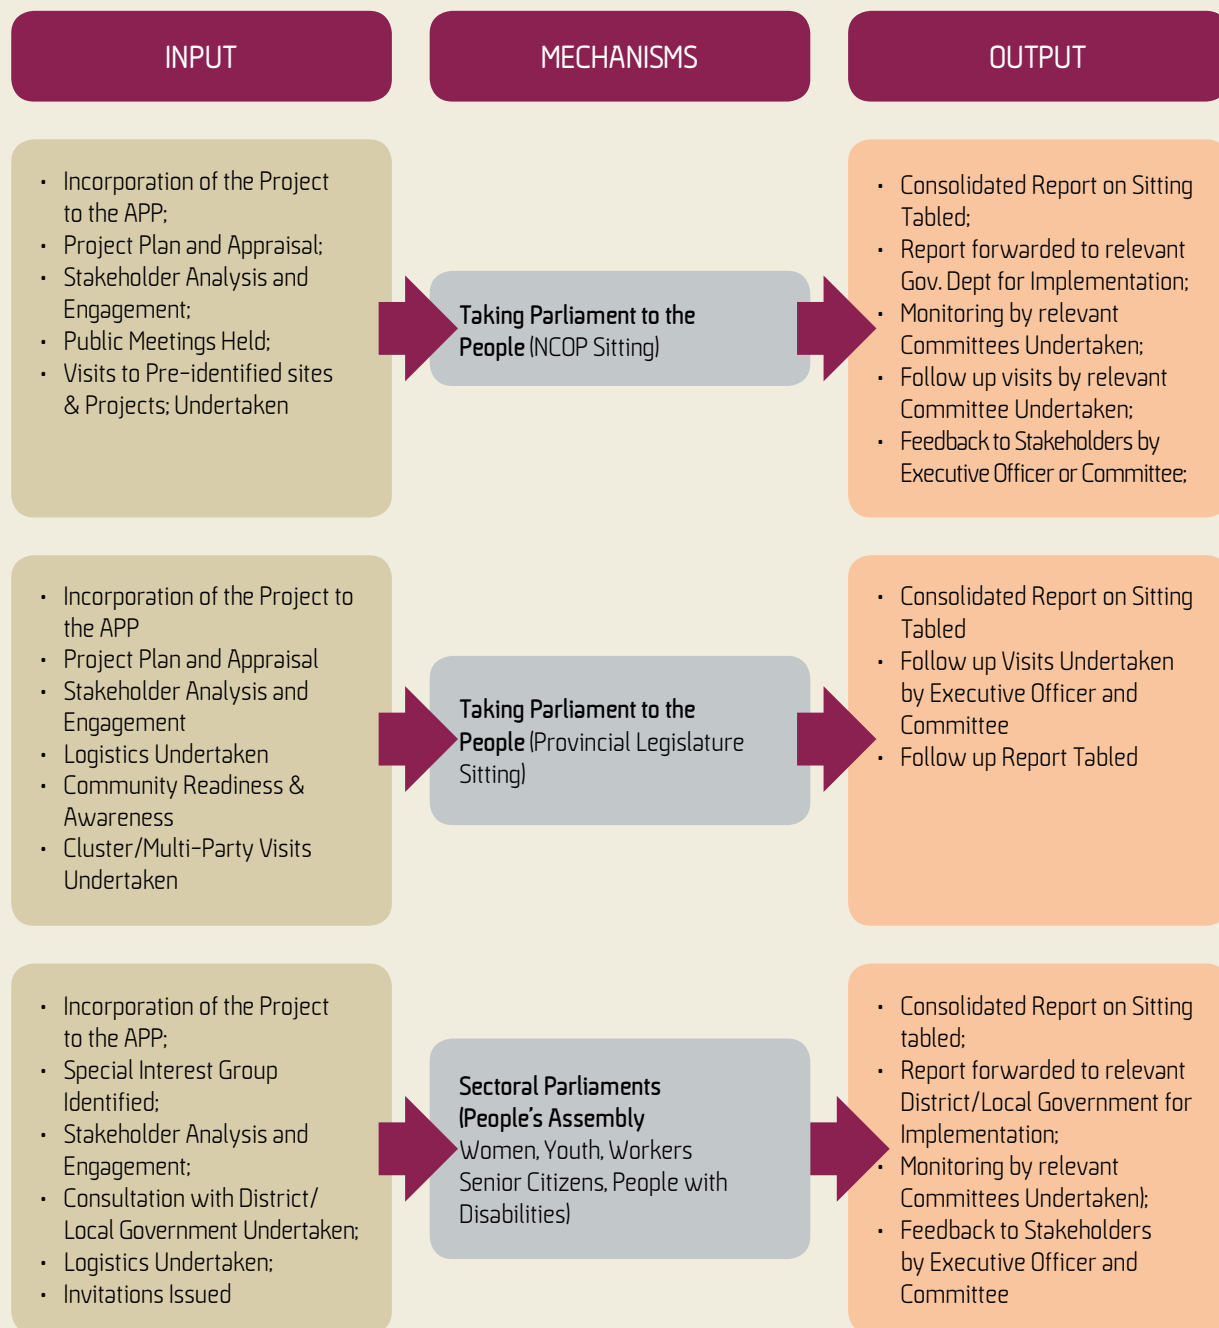 INPUT
MECHANISMS
OUTPUT
• Incorporation of the Project
to the APP;
• Project Plan and Appraisal;
• Stakeholder Analysis and
Engagement;
• Public Meetings Held;
• Visits to Pre-identified sites
& Projects; Undertaken
Taking Parliament to the
People (NCOP Sitting)
• Consolidated Report on Sitting
Tabled;
• Report forwarded to relevant
Gov. Dept for Implementation;
• Monitoring by relevant
Committees Undertaken;
• Follow up visits by relevant
Committee Undertaken;
• Feedback to Stakeholders by
Executive Officer or Committee;
• Incorporation of the Project to
the APP
• Project Plan and Appraisal
• Stakeholder Analysis and
Engagement
• Logistics Undertaken
• Community Readiness &
Awareness
• Cluster/Multi-Party Visits
Undertaken
Taking Parliament to the
People (Provincial Legislature
Sitting)
• Consolidated Report on Sitting
Tabled
• Follow up Visits Undertaken
by Executive Officer and
Committee
• Follow up Report Tabled
• Incorporation of the Project
to the APP;
• Special Interest Group
Identified;
• Stakeholder Analysis and
Engagement;
• Consultation with District/
Local Government Undertaken;
• Logistics Undertaken;
• Invitations Issued
Sectoral Parliaments
(People's Assembly
Women, Youth, Workers
Senior Citizens, People with
Disabilities)
• Consolidated Report on Sitting
tabled;
• Report forwarded to relevant
District/Local Government for
Implementation;
• Monitoring by relevant
Committees Undertaken);
• Feedback to Stakeholders
by Executive Officer and
Committee